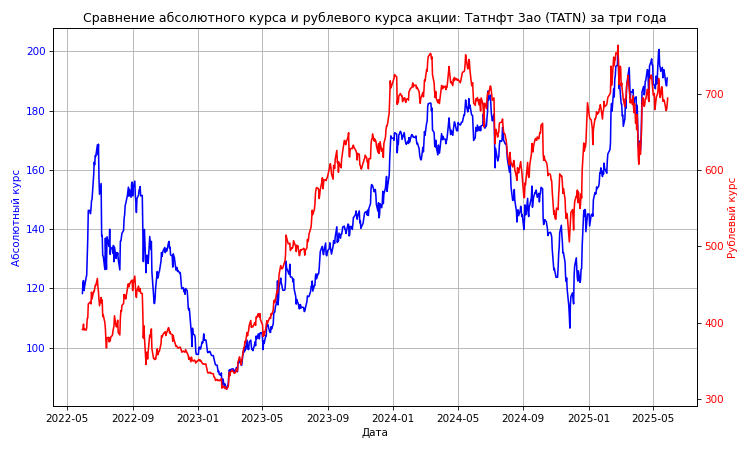 Сравнение абсолютного курса и рублевого курса акции: Татнфт 3ао (TATN) за три года
200
180
160
140
120
100
Абсолютный курс
700
600
500
400
300
Рублевый курс
2022-05 2022-09 2023-01 2023-05 2023-09 2024-01 2024-05 2024-09 2025-01 2025-05
Дата